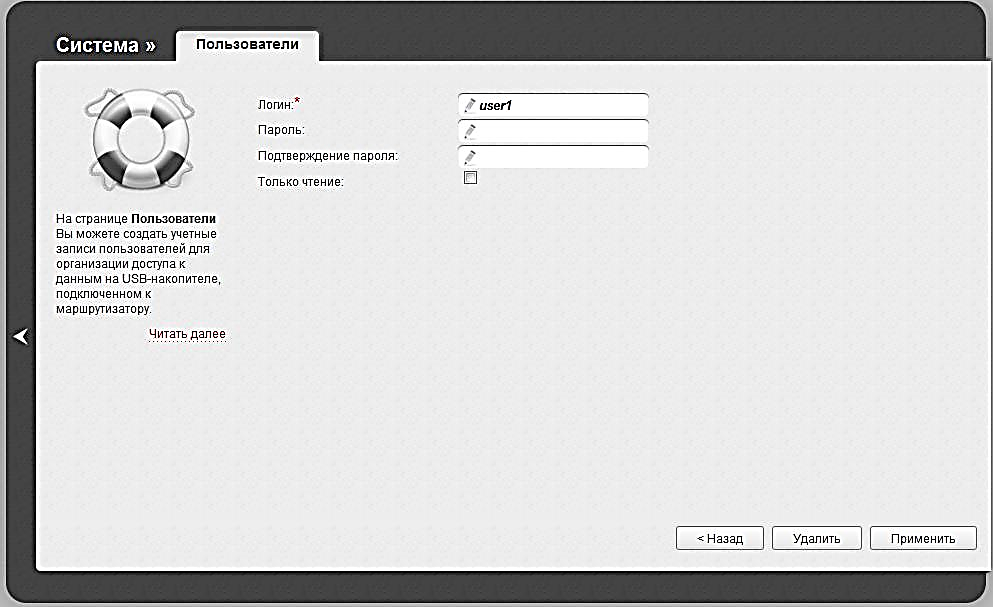 Система »
Пользователи
Логин:*
user1
Пароль:
Подтверждение пароля:
Только чтение:
На странице Пользователи
Вы можете создать учетные
записи пользователей для
организации доступа к
данным на USB-накопителе,
подключенном к
маршрутизатору.
Читать далее
< Назад
Удалить
Применить